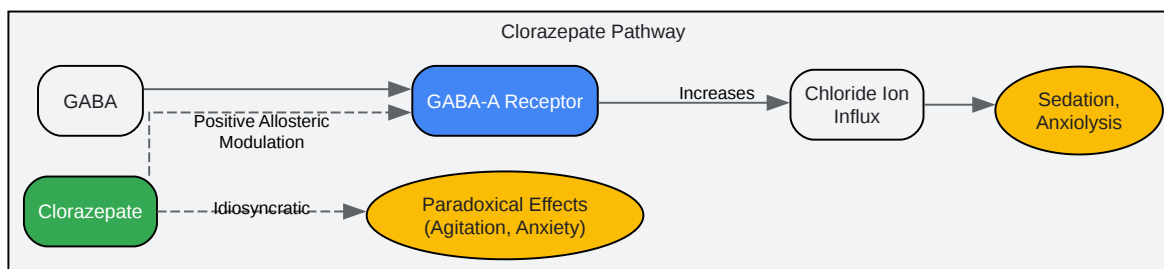 Clorazepate Pathway
GABA
GABA-A Receptor
Increases
Chloride Ion
Influx
Sedation,
Anxiolysis
Positive Allosteric
Modulation
Clorazepate
Idiosyncratic
Paradoxical Effects
(Agitation, Anxiety)